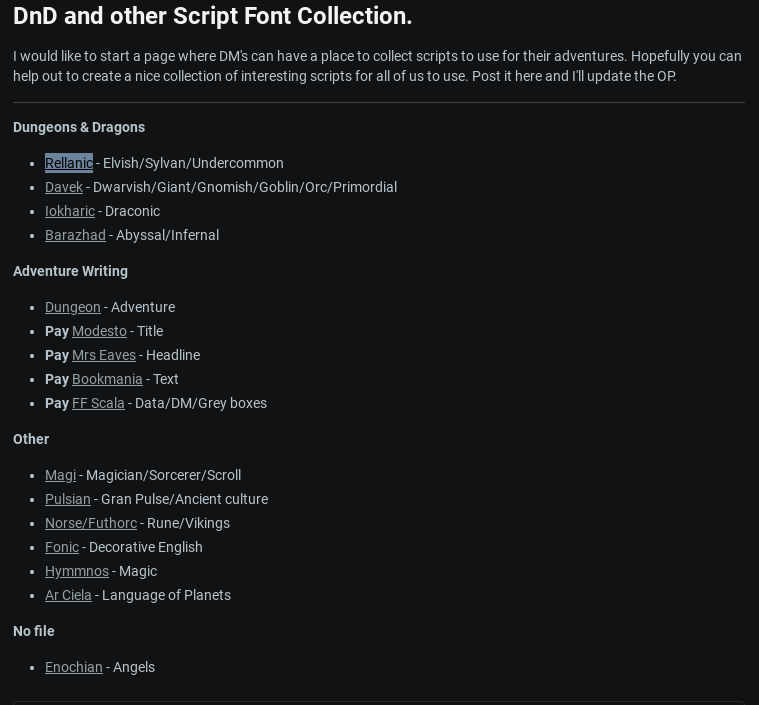 DnD and other Script Font Collection.
I would like to start a page where DM's can have a place to collect scripts to use for their adventures. Hopefully you can
help out to create a nice collection of interesting scripts for all of us to use. Post it here and I'll update the OP.
Dungeons & Dragons
• Rellanic - Elvish/Sylvan/Undercommon
• Davek - Dwarvish/Giant/Gnomish/Goblin/Orc/Primordial
• Iokharic - Draconic
• Barazhad - Abyssal/Infernal
Adventure Writing
• Dungeon - Adventure
• Pay Modesto - Title
• Pay Mrs Eaves - Headline
• Pay Bookmania - Text
• Pay FF Scala - Data/DM/Grey boxes
Other
• Magi - Magician/Sorcerer/Scroll
• Pulsian - Gran Pulse/Ancient culture
• Norse/Futhorc - Rune/Vikings
• Fonic - Decorative English
• Hymmnos - Magic
• Ar Ciela - Language of Planets
No file
• Enochian - Angels